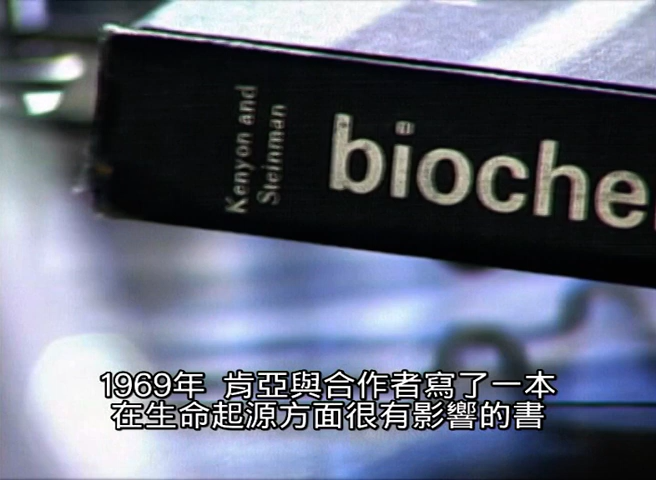 Kenyon and
Steinman
bioche
1969年 肯亞與合作者寫了一本
在生命起源方面很有影響的書